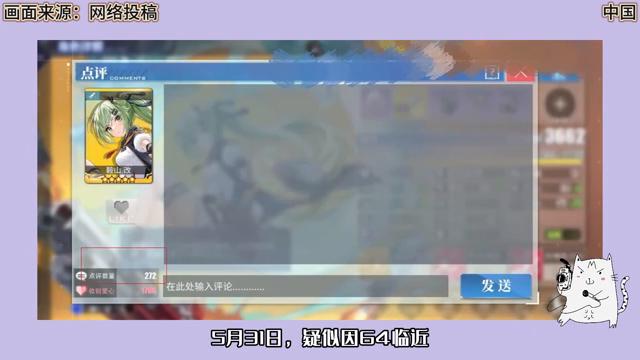 画面来源：网络投稿
中国
点评
COMMENTS
?
鞍山.改
LIKE
3662
点评数量 272
收到爱心
在此处输入评论............
发送
5月31日，疑似因64临近